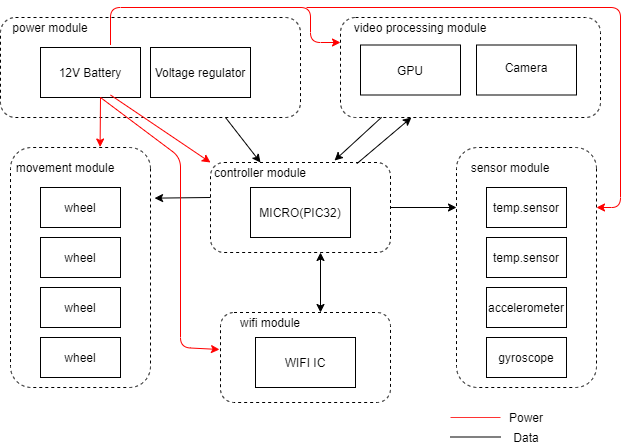 power module
12V Battery
Voltage regulator
video processing module
GPU
Camera
movement module
wheel
wheel
wheel
wheel
controller module
MICRO(PIC32)
sensor module
temp.sensor
temp.sensor
accelerometer
gyroscope
wifi module
WIFI IC
Power
Data